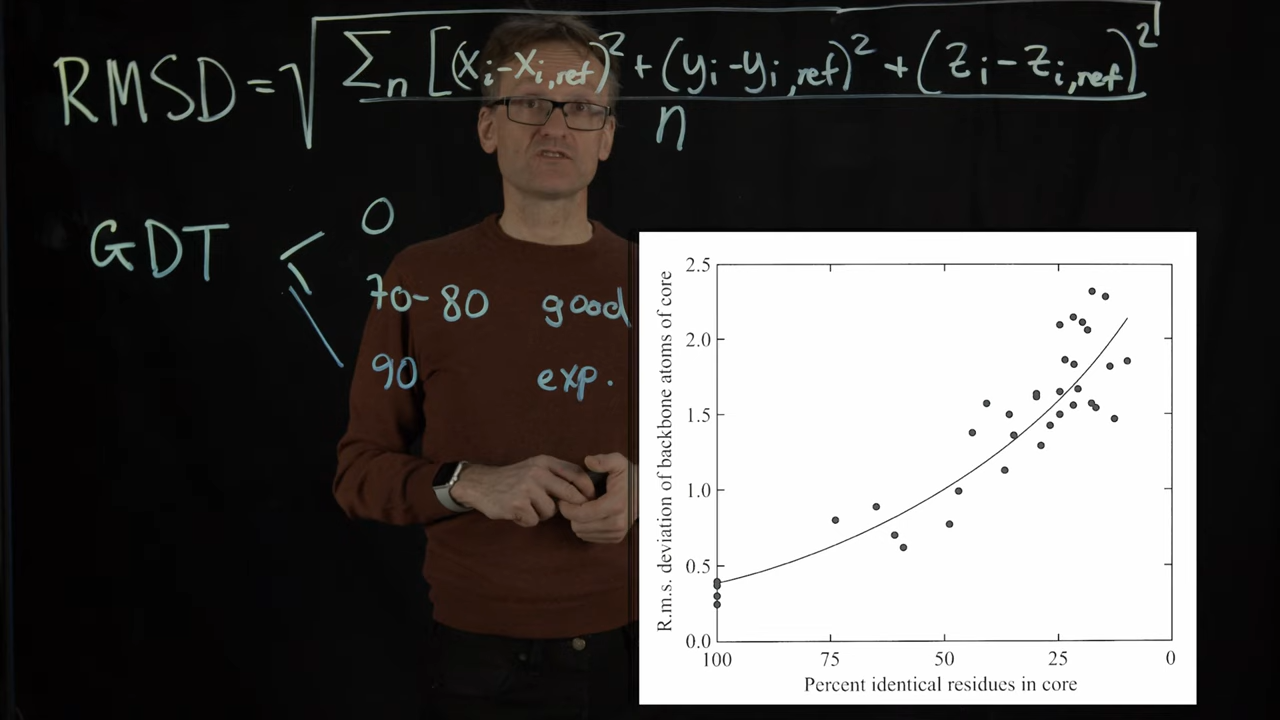 RMSD = √ Σn [(xi-xi,ref)² + (yi-yi,ref)² + (zi-zi,ref)²
n
GDT
0
70-80 good
90 exp.
R.m.s. deviation of backbone atoms of core
2.5
2.0
1.5
1.0
0.5
0.0
100 75 50 25 0
Percent identical residues in core